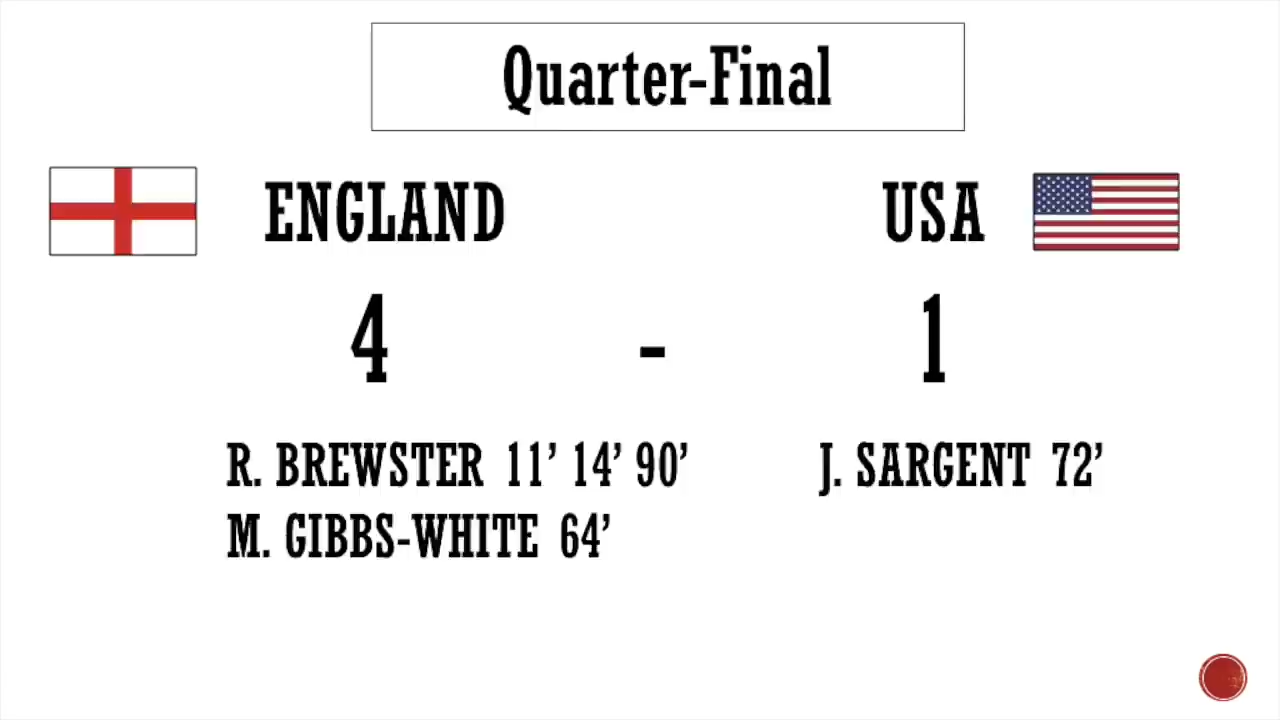 Quarter-Final
ENGLAND USA
4 - 1
R. BREWSTER 11’ 14’ 90’ J. SARGENT 72’
M. GIBBS-WHITE 64’